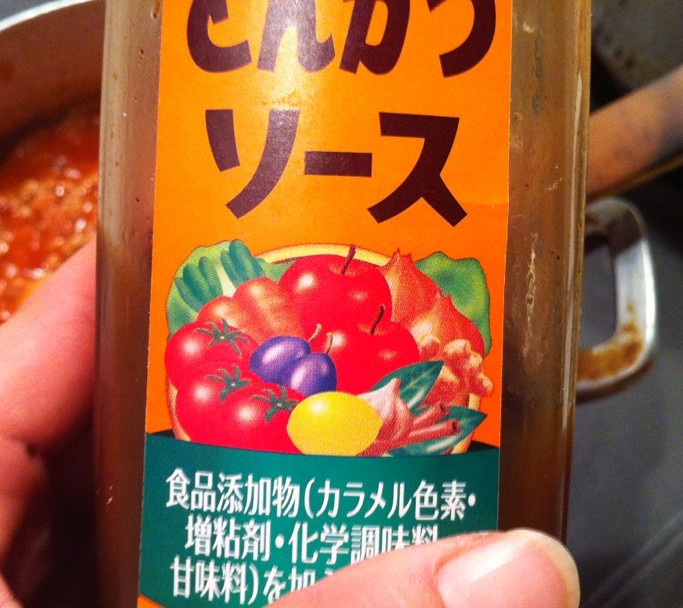 とんかつ
ソース
食品添加物(カラメル色素・
増粘剤・化学調味料
甘味料)を加